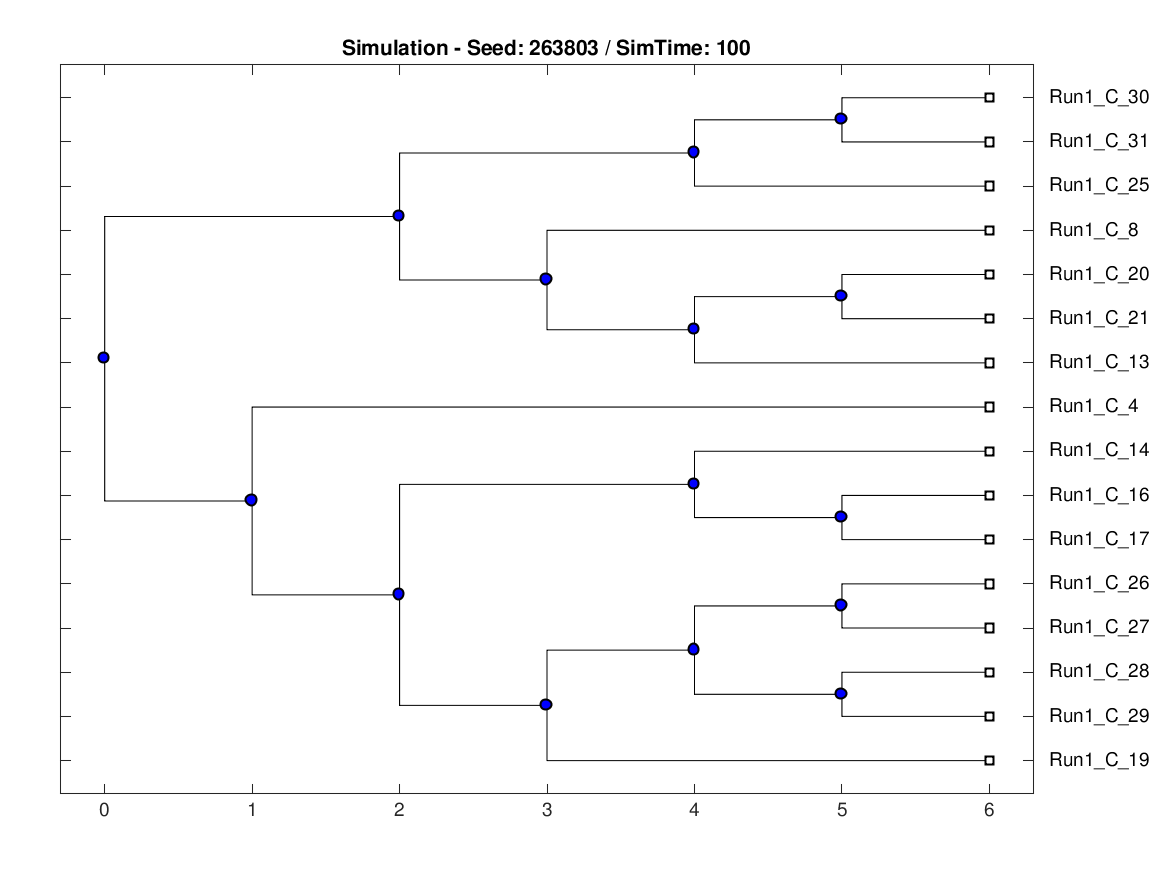 Simulation - Seed: 263803 / SimTime: 100
Run1_C_30
Run1_C_31
Run1_C_25
Run1_C_8
Run1_C_20
Run1_C_21
Run1_C_13
Run1_C_4
Run1_C_14
Run1_C_16
Run1_C_17
Run1_C_26
Run1_C_27
Run1_C_28
Run1_C_29
Run1_C_19
0 1 2 3 4 5 6